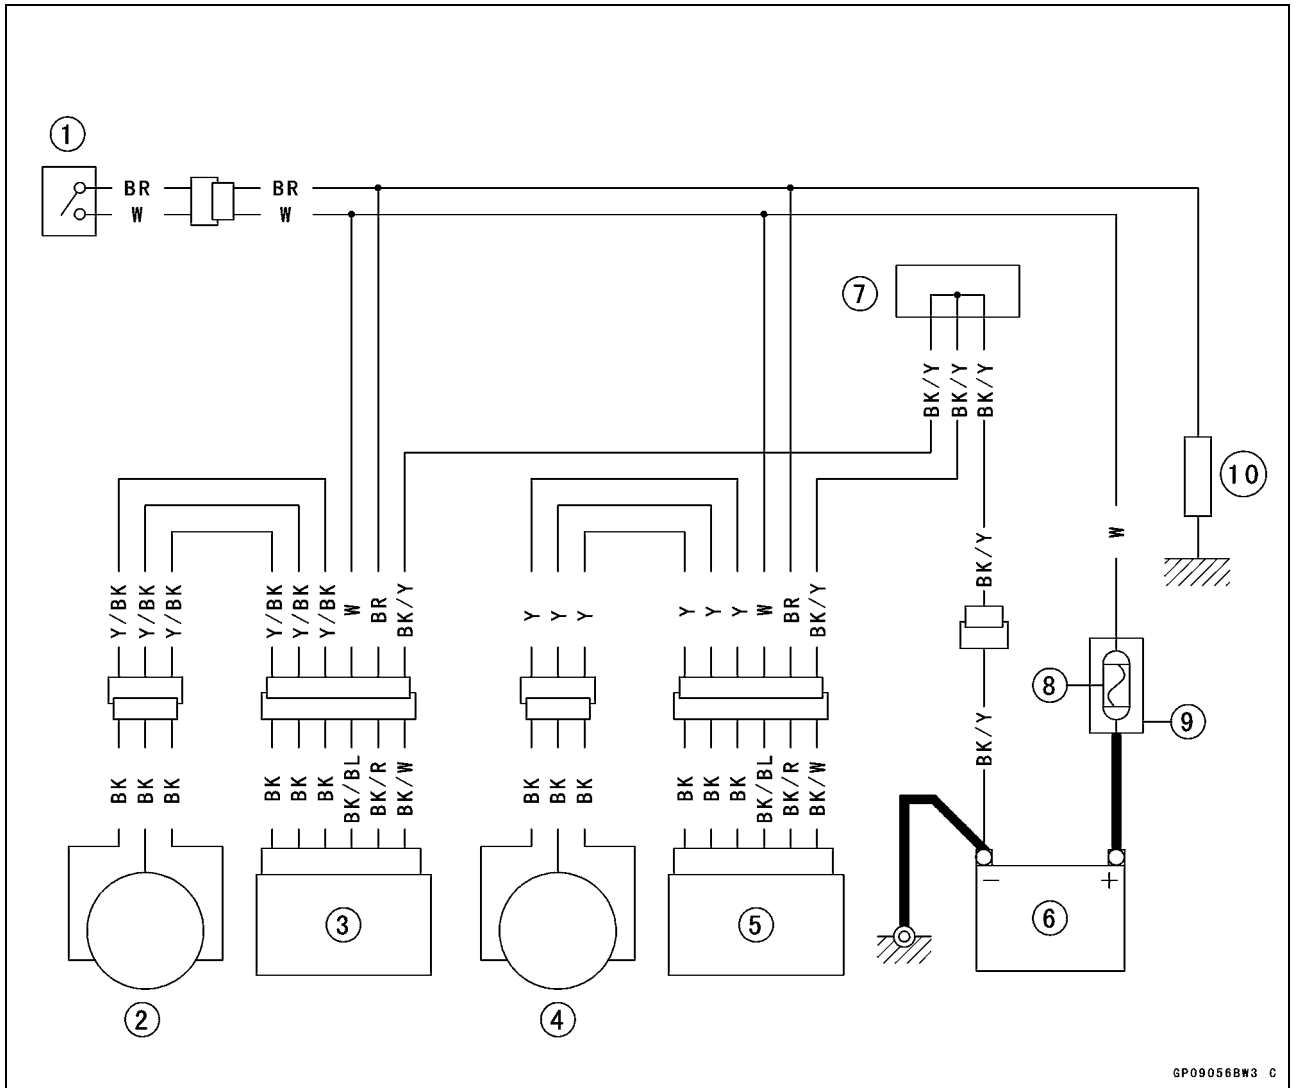 1
BR BR
W W
7
BK/Y BK/Y BK/Y
10
W
BK/Y
Y/BK Y/BK Y/BK Y/BK Y/BK Y/BK W BR BK/Y Y Y Y Y Y Y W BR BK/Y
8
9
BK/Y
BK BK BK BK BK BK BK/BL BK/R BK/W BK BK BK BK BK BK BK/BL BK/R BK/W
− +
3 5 6
2 4
GP09056BW3 C